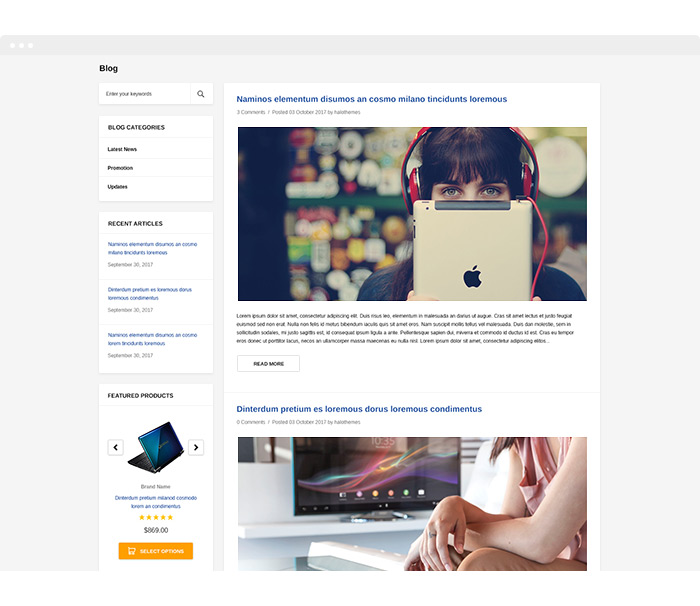 Blog
Enter your keywords
BLOG CATEGORIES
Latest News
Promotion
Updates
RECENT ARTICLES
Naminos elementum disumos an cosmo
milano tincidunts loremous
September 30, 2017
Dinterdum pretium es loremous dorus
loremous condimentus
September 30, 2017
Naminos elementum disumos an cosmo
lorem tincidunts loremous
September 30, 2017
FEATURED PRODUCTS
Brand Name
Dinterdum pretium milanod cosmodo
lorem an condimentus
$869.00
SELECT OPTIONS
Naminos elementum disumos an cosmo milano tincidunts loremous
3 Comments / Posted 03 October 2017 by halothemes
Lorem ipsum dolor sit amet, consectetur adipiscing elit. Duis risus leo, elementum in malesuada an darius ut augue. Cras sit amet lectus et justo feugiat
euismod sed non erat. Nulla non felis id metus bibendum iaculis quis sit amet eros. Nam suscipit mollis tellus vel malesuada. Duis dan molestie, sem in
sollicitudin sodales, mi justo sagittis est, id consequat ipsum ligula a ante. Pellentesque sapien dui, viverra et commodo id ductus id est. Cras eu tempor
eros donec ut porttitor lacus, necos an ullamcorper massa maecenas eu nulla nisl. Lorem ipsum dolor sit amet, consectetur adipiscing elitos...
READ MORE
Dinterdum pretium es loremous dorus loremous condimentus
0 Comments / Posted 03 October 2017 by halothemes
10:35